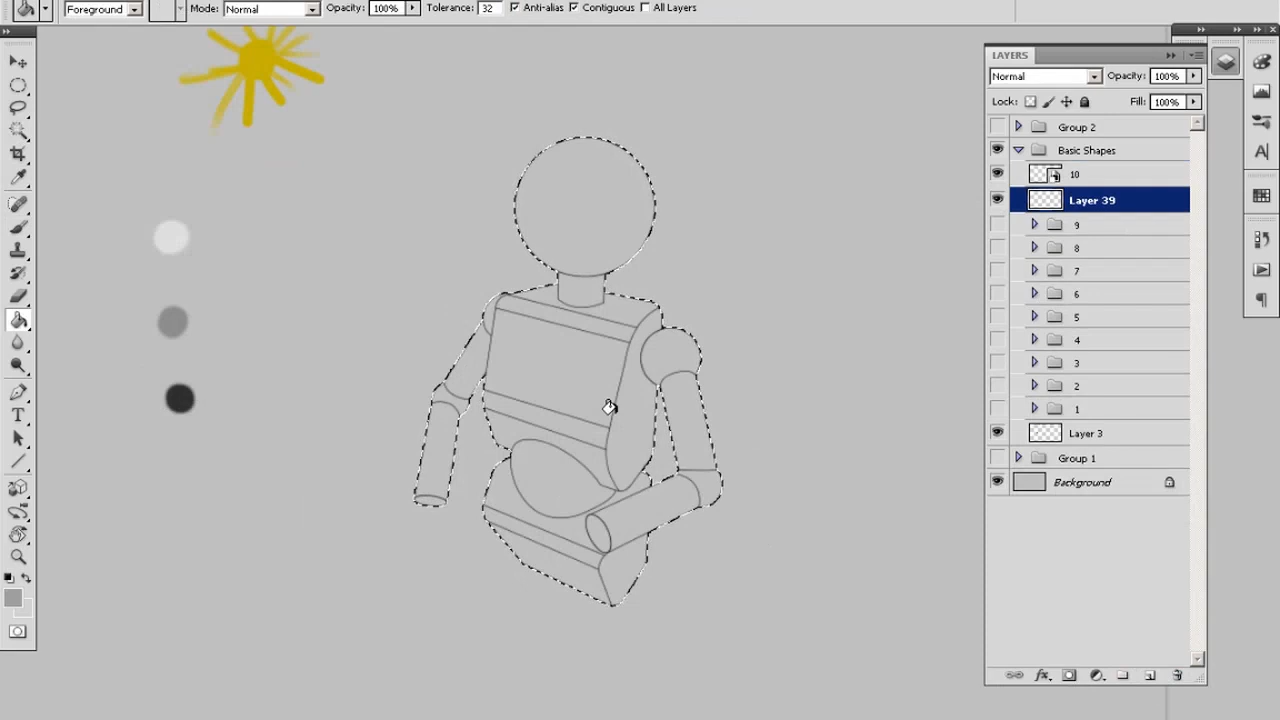 Foreground Mode: Normal Opacity: 100% Tolerance: 32 Anti-alias Contiguous All Layers
LAYERS
Normal Opacity: 100%
Lock: Fill: 100%
Group 2
Basic Shapes
10
Layer 39
9
8
7
6
5
4
3
2
1
Layer 3
Group 1
Background